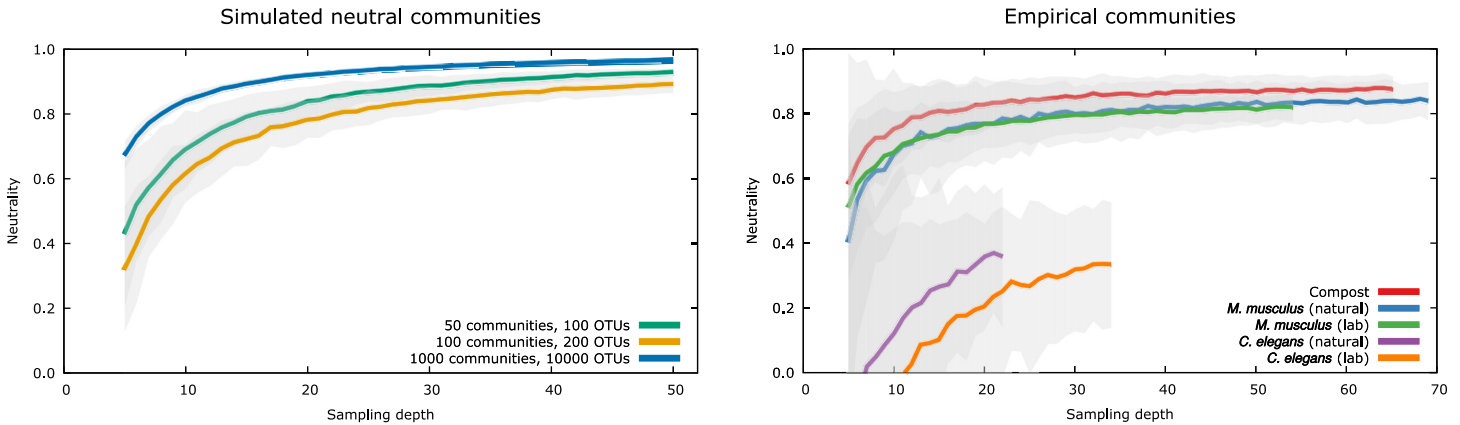 Simulated neutral communities
1.0
0.8
0.6
0.4
0.2
0.0
Neutrality
50 communities, 100 OTUs
100 communities, 200 OTUs
1000 communities, 10000 OTUs
0 10 20 30 40 50
Sampling depth
Empirical communities
1.0
0.8
0.6
0.4
0.2
0.0
Neutrality
Compost
M. musculus (natural)
M. musculus (lab)
C. elegans (natural)
C. elegans (lab)
0 10 20 30 40 50 60 70
Sampling depth